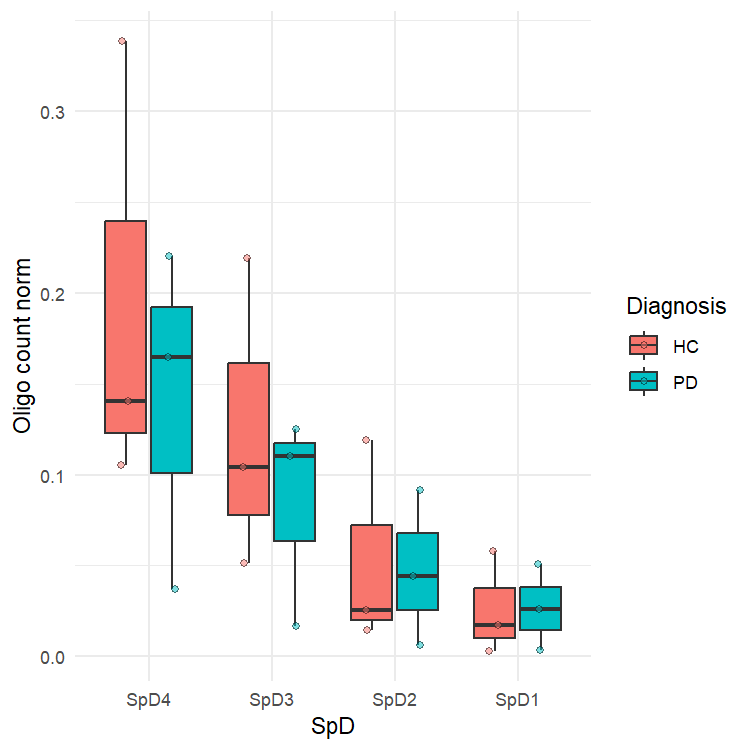 Oligo count norm
0.3
0.2
0.1
0.0
SpD4 SpD3 SpD2 SpD1
SpD
Diagnosis
HC
PD